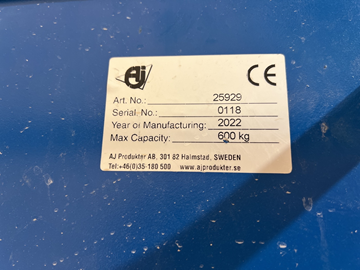 Aj
CE
Art. No.: 25929
Serial No.: 0118
Year of Manufacturing: 2022
Max Capacity: 600 kg
AJ Produkter AB, 301 82 Halmstad, SWEDEN
Tel:+46(0)35-180 500 www.ajprodukter.se